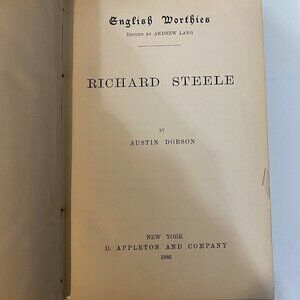 English Worthies
EDITED BY ANDREW LANG
RICHARD STEELE
BY
AUSTIN DOBSON
NEW YORK
D. APPLETON AND COMPANY
1886